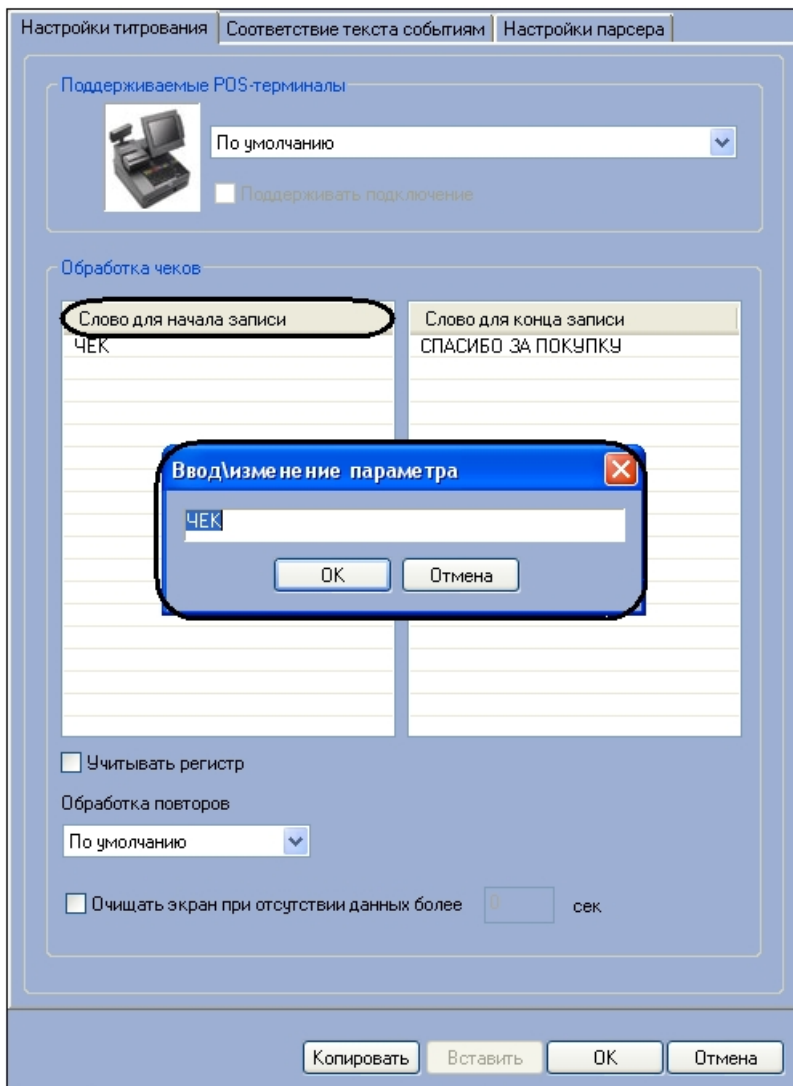 Настройки титрования Соответствие текста событиям Настройки парсера
Поддерживаемые POS-терминалы
По умолчанию
Поддерживать подключение
Обработка чеков
Слово для начала записи Слово для конца записи
ЧЕК СПАСИБО ЗА ПОКУПКУ
Ввод\изменение параметра
ЧЕК
OK Отмена
Учитывать регистр
Обработка повторов
По умолчанию
Очищать экран при отсутствии данных более 0 сек
Копировать Вставить OK Отмена